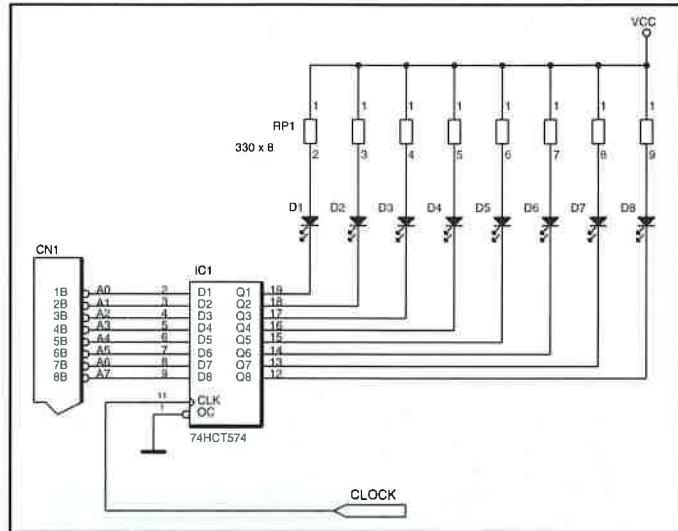 VCC
1 1 1 1 1 1 1 1
RP1
330 x 8
2 3 4 5 6 7 8 9
D1 D2 D3 D4 D5 D6 D7 D8
CN1
IC1
1B A0 2 D1 Q1 19
2B A1 3 D2 Q2 18
3B A2 4 D3 Q3 17
4B A3 5 D4 Q4 16
5B A4 6 D5 Q5 15
6B A5 7 D6 Q6 14
7B A6 8 D7 Q7 13
8B A7 9 D8 Q8 12
11 CLK
1 OC
74HCT574
CLOCK